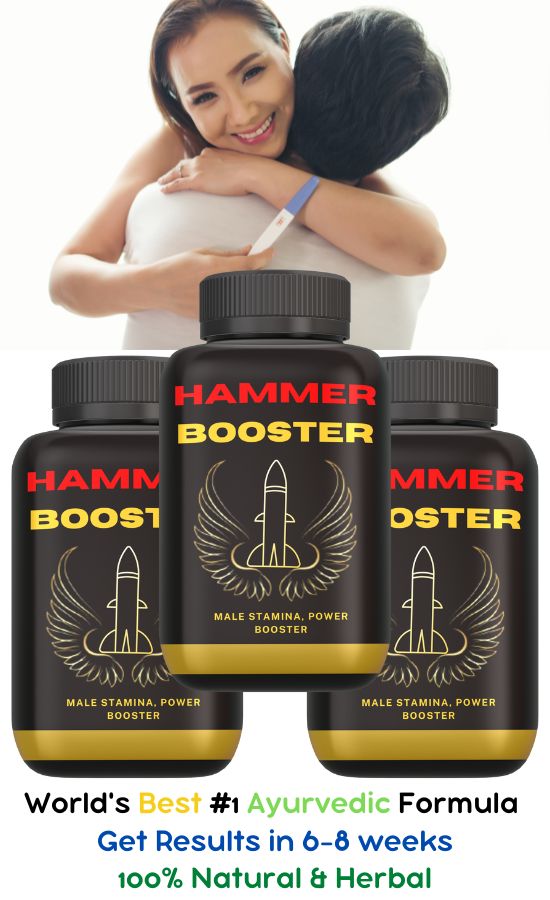 HAMMER
BOOSTER
MALE STAMINA, POWER
BOOSTER
HAMM
BOOST
MALE STAMINA, POWER
BOOSTER
MMER
OSTER
MALE STAMINA, POWER
BOOSTER
World's Best #1 Ayurvedic Formula
Get Results in 6-8 weeks
100% Natural & Herbal